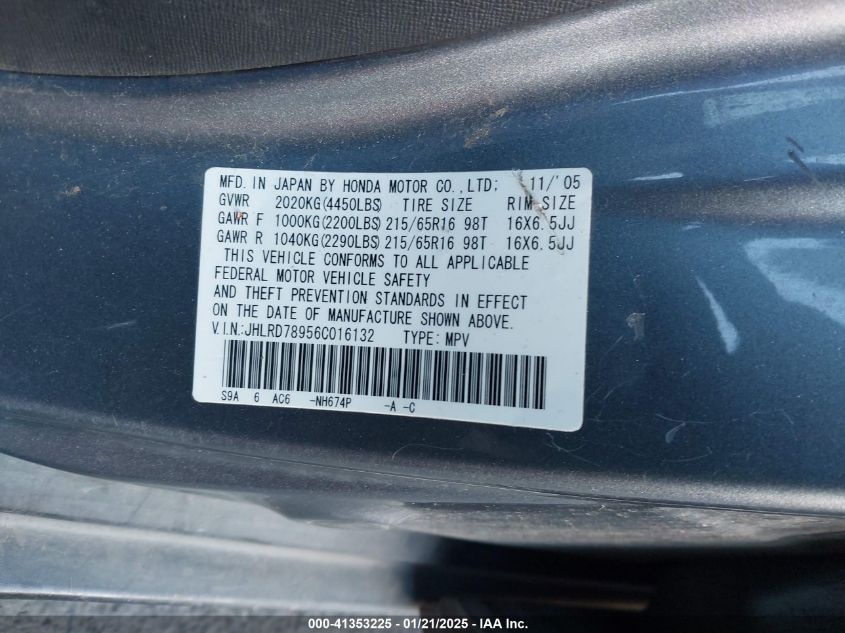 MFD. IN JAPAN BY HONDA MOTOR CO.,LTD: 11/'05
GVWR 2020KG(4450LBS) TIRE SIZE RIM SIZE
GAWR F 1000KG(2200LBS) 215/65R16 98T 16X6.5JJ
GAWR R 1040KG(2290LBS) 215/65R16 98T 16X6.5JJ
THIS VEHICLE CONFORMS TO ALL APPLICABLE
FEDERAL MOTOR VEHICLE SAFETY
AND THEFT PREVENTION STANDARDS IN EFFECT
ON THE DATE OF MANUFACTURE SHOWN ABOVE.
V.I.N:JHLRD78956C016132 TYPE: MPV
S9A 6 AC6 -NH674P -A -C
000-41353225 - 01/21/2025 - IAA Inc.